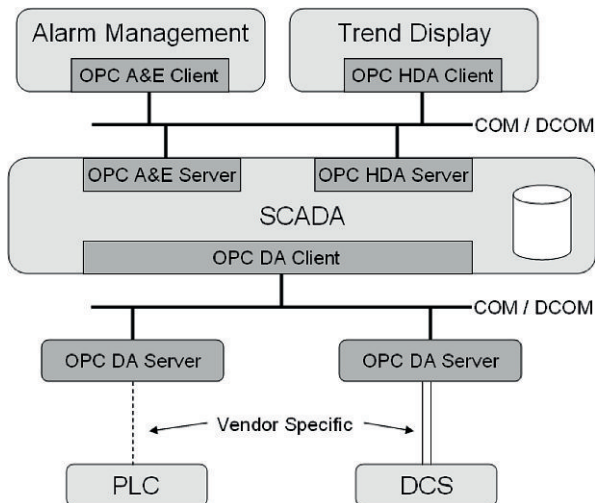 Alarm Management
Trend Display
OPC A&E Client
OPC HDA Client
COM / DCOM
OPC A&E Server
OPC HDA Server
SCADA
OPC DA Client
COM / DCOM
OPC DA Server
OPC DA Server
Vendor Specific
PLC
DCS